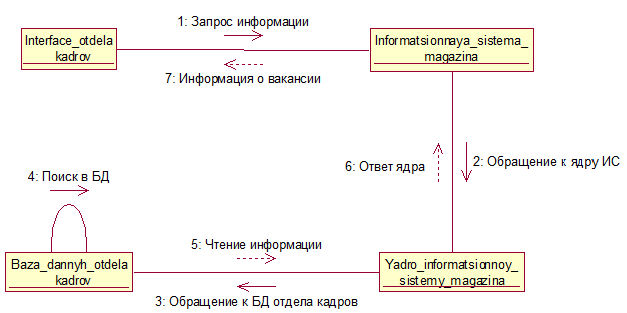 1: Запрос информации
Interface_otdela
kadrov
Informatsionnaya_sistema_
magazina
7: Информация о вакансии
4: Поиск в БД
6: Ответ ядра
2: Обращение к ядру ИС
5: Чтение информации
Baza_dannyh_otdela
kadrov
Yadro_informatsionnoy_
sistemy_magazina
3: Обращение к БД отдела кадров